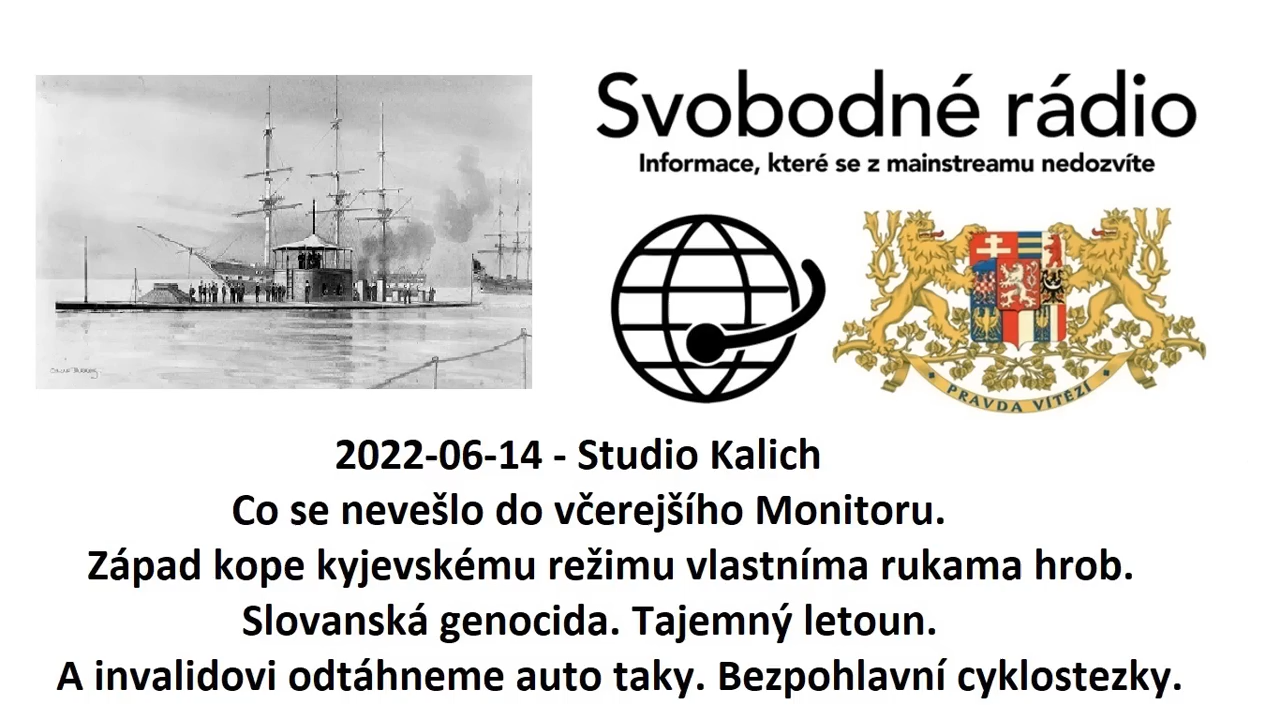 Svobodné rádio
Informace, které se z mainstreamu nedozvíte
PRAVDA VÍTĚZÍ
2022-06-14 - Studio Kalich
Co se nevešlo do včerejšího Monitoru.
Západ kope kyjevskému režimu vlastníma rukama hrob.
Slovanská genocida. Tajemný letoun.
A invalidovi odtáhneme auto taky. Bezpohlavní cyklostezky.